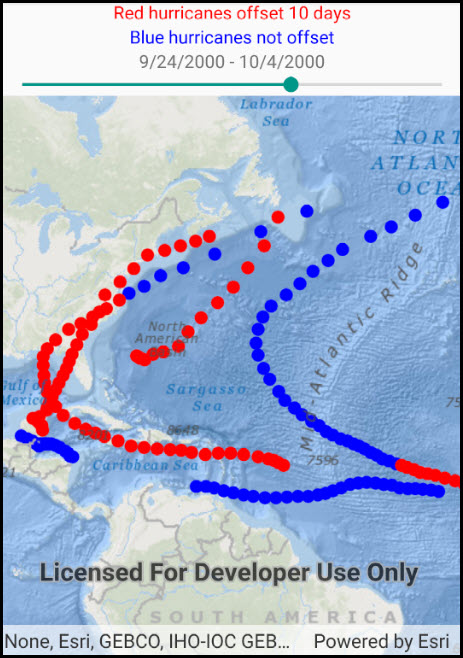 Red hurricanes offset 10 days
Blue hurricanes not offset
9/24/2000 - 10/4/2000
Labrador
Sea
NORT
ATLAN
OCEA
Mid-Atlantic Ridge
North
American
Gulf of
Mexico
Sargasso
Sea
8648
Caribbean Sea
7596
21
Licensed For Developer Use Only
SOUTH AMERICA
None, Esri, GEBCO, IHO-IOC GEB... Powered by Esri